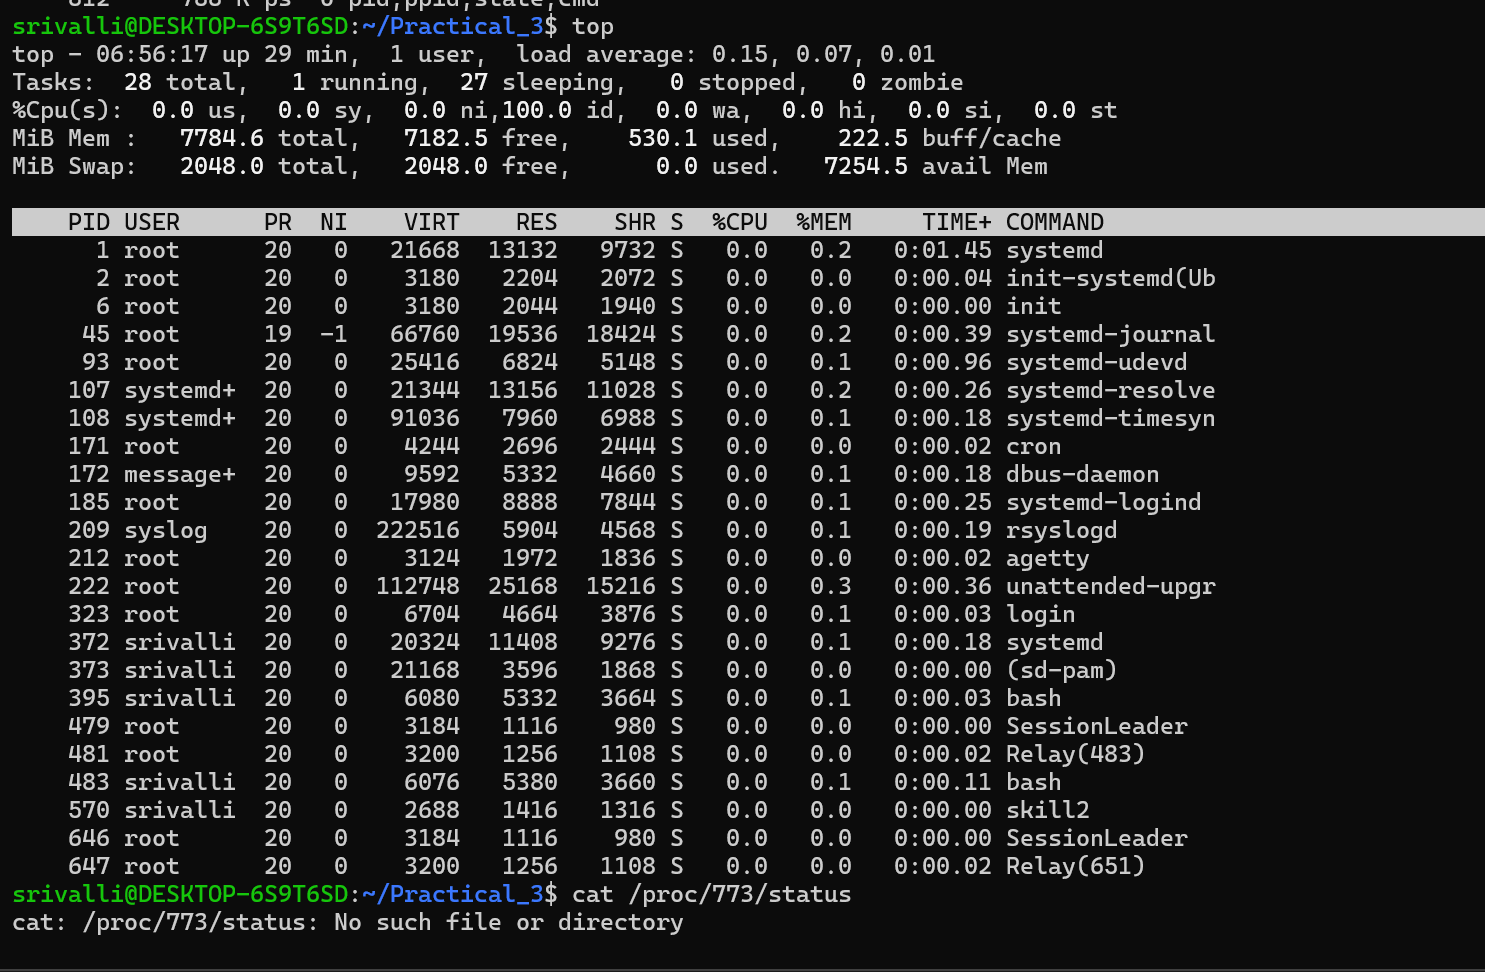 812     788 R ps -o pid,ppid,state,cmd
srivalli@DESKTOP-6S9T6SD:~/Practical_3$ top
top - 06:56:17 up 29 min,  1 user,  load average: 0.15, 0.07, 0.01
Tasks:  28 total,   1 running,  27 sleeping,   0 stopped,   0 zombie
%Cpu(s):  0.0 us,  0.0 sy,  0.0 ni,100.0 id,  0.0 wa,  0.0 hi,  0.0 si,  0.0 st
MiB Mem :   7784.6 total,   7182.5 free,    530.1 used,    222.5 buff/cache
MiB Swap:   2048.0 total,   2048.0 free,      0.0 used.   7254.5 avail Mem
    PID USER      PR  NI    VIRT    RES    SHR S  %CPU  %MEM     TIME+ COMMAND
      1 root      20   0   21668  13132   9732 S   0.0   0.2   0:01.45 systemd
      2 root      20   0    3180   2204   2072 S   0.0   0.0   0:00.04 init-systemd(Ub
      6 root      20   0    3180   2044   1940 S   0.0   0.0   0:00.00 init
     45 root      19  -1   66760  19536  18424 S   0.0   0.2   0:00.39 systemd-journal
     93 root      20   0   25416   6824   5148 S   0.0   0.1   0:00.96 systemd-udevd
    107 systemd+  20   0   21344  13156  11028 S   0.0   0.2   0:00.26 systemd-resolve
    108 systemd+  20   0   91036   7960   6988 S   0.0   0.1   0:00.18 systemd-timesyn
    171 root      20   0    4244   2696   2444 S   0.0   0.0   0:00.02 cron
    172 message+  20   0    9592   5332   4660 S   0.0   0.1   0:00.18 dbus-daemon
    185 root      20   0   17980   8888   7844 S   0.0   0.1   0:00.25 systemd-logind
    209 syslog    20   0  222516   5904   4568 S   0.0   0.1   0:00.19 rsyslogd
    212 root      20   0    3124   1972   1836 S   0.0   0.0   0:00.02 agetty
    222 root      20   0  112748  25168  15216 S   0.0   0.3   0:00.36 unattended-upgr
    323 root      20   0    6704   4664   3876 S   0.0   0.1   0:00.03 login
    372 srivalli  20   0   20324  11408   9276 S   0.0   0.1   0:00.18 systemd
    373 srivalli  20   0   21168   3596   1868 S   0.0   0.0   0:00.00 (sd-pam)
    395 srivalli  20   0    6080   5332   3664 S   0.0   0.1   0:00.03 bash
    479 root      20   0    3184   1116    980 S   0.0   0.0   0:00.00 SessionLeader
    481 root      20   0    3200   1256   1108 S   0.0   0.0   0:00.02 Relay(483)
    483 srivalli  20   0    6076   5380   3660 S   0.0   0.1   0:00.11 bash
    570 srivalli  20   0    2688   1416   1316 S   0.0   0.0   0:00.00 skill2
    646 root      20   0    3184   1116    980 S   0.0   0.0   0:00.00 SessionLeader
    647 root      20   0    3200   1256   1108 S   0.0   0.0   0:00.02 Relay(651)
srivalli@DESKTOP-6S9T6SD:~/Practical_3$ cat /proc/773/status
cat: /proc/773/status: No such file or directory